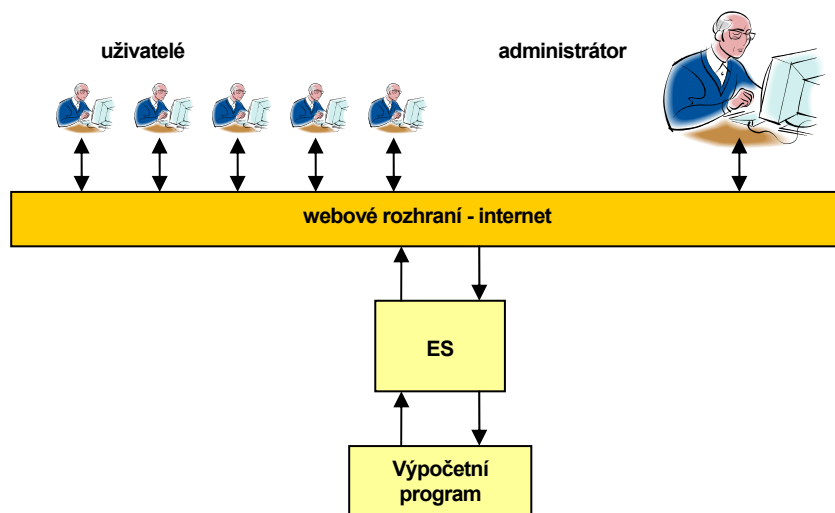 uživatelé
administrátor
webové rozhraní - internet
ES
Výpočetní
program